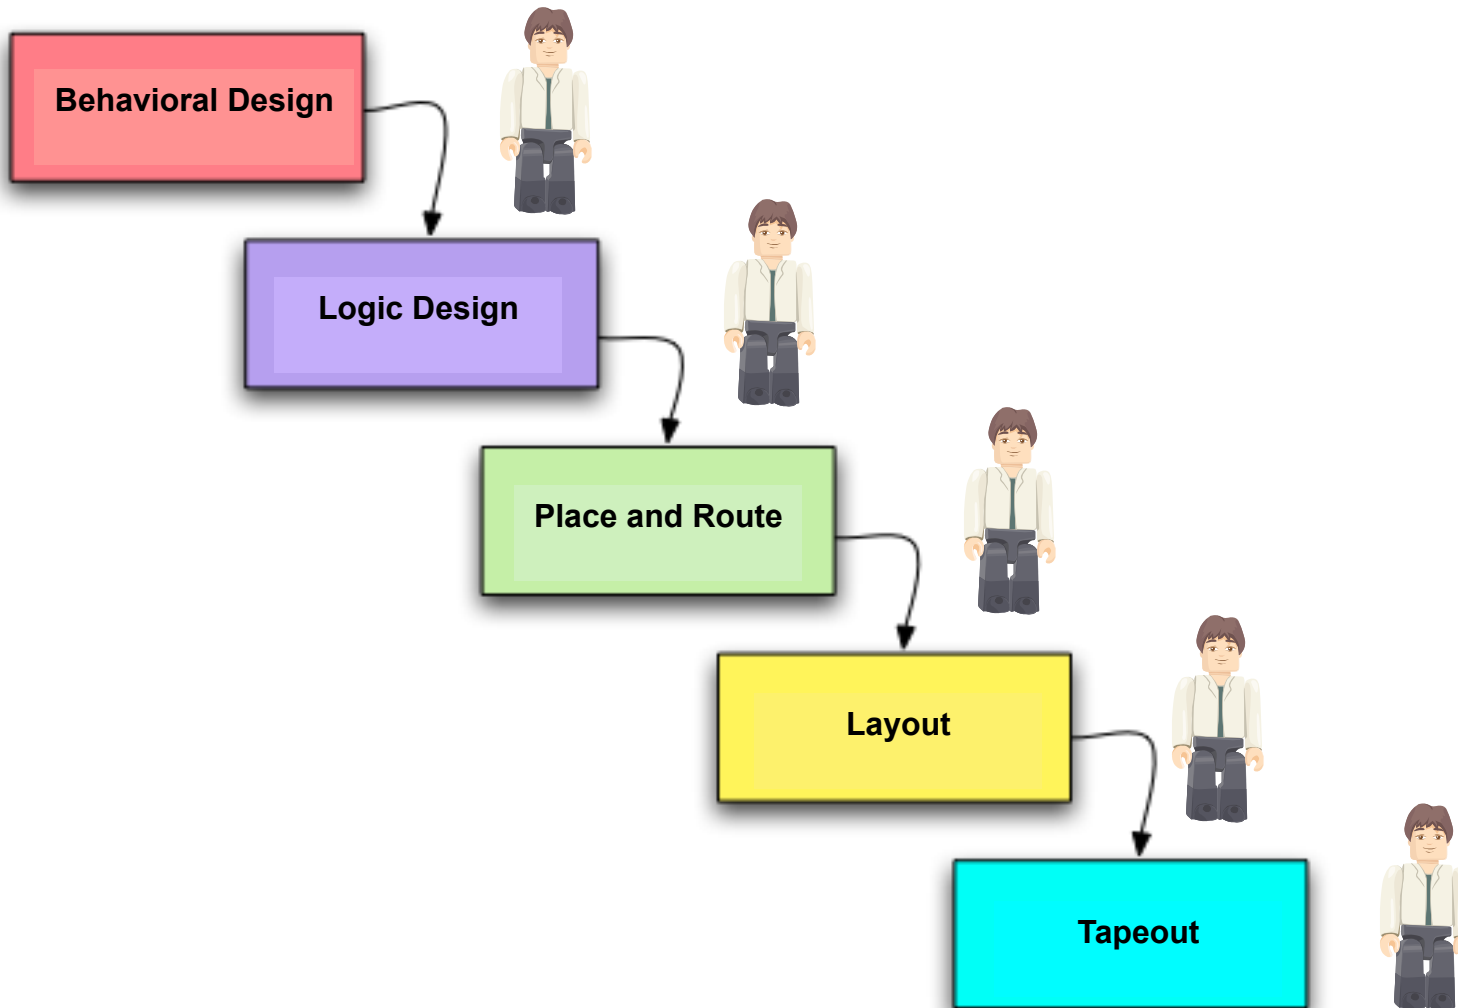 Behavioral Design
Logic Design
Place and Route
Layout
Tapeout